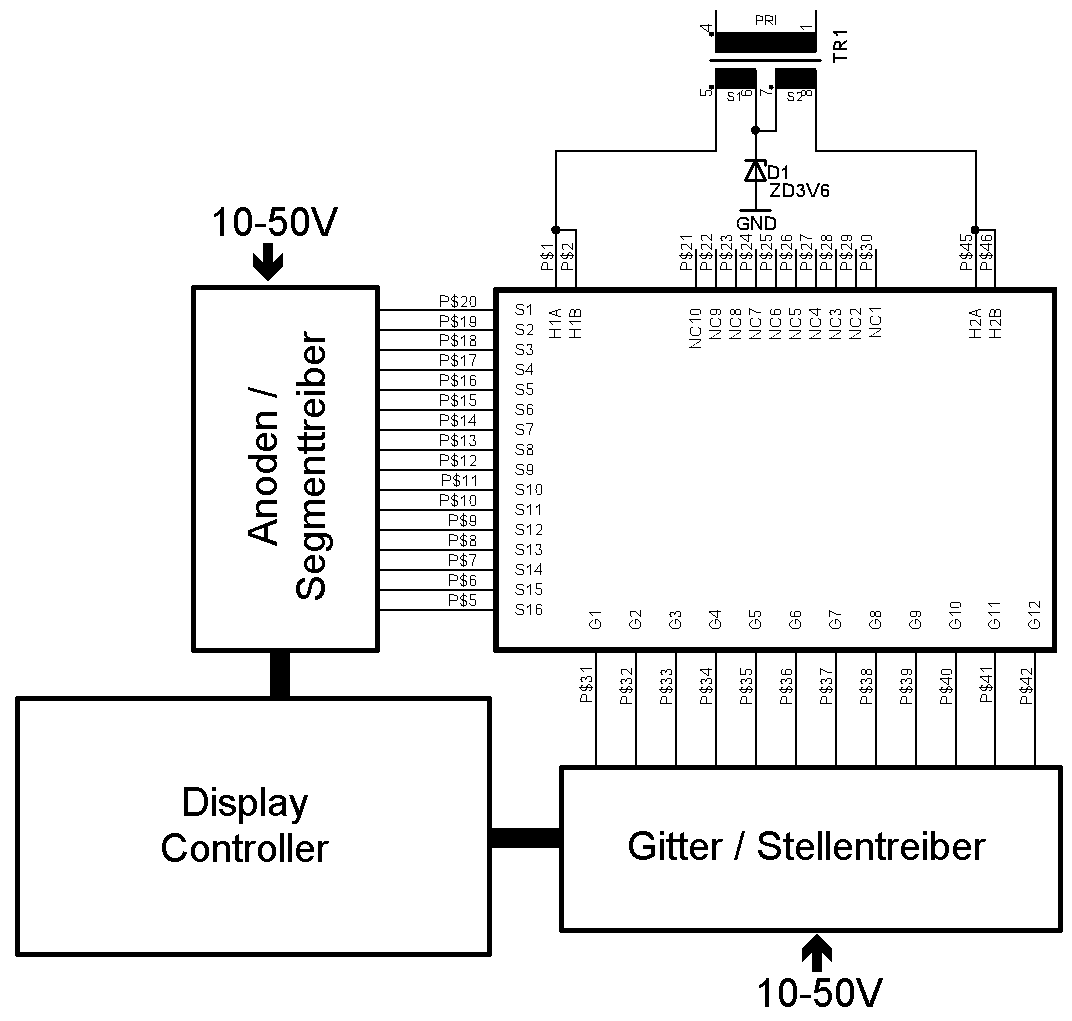 4
PRI
1
TR1
5
S1
6
7
S2
8
D1
ZD3V6
GND
10-50V
P$1
P$2
P$21
P$22
P$23
P$24
P$25
P$26
P$27
P$28
P$29
P$30
P$45
P$46
H1A
H1B
NC10
NC9
NC8
NC7
NC6
NC5
NC4
NC3
NC2
NC1
H2A
H2B
Anoden /
Segmenttreiber
P$20 S1
P$19 S2
P$18 S3
P$17 S4
P$16 S5
P$15 S6
P$14 S7
P$13 S8
P$12 S9
P$11 S10
P$10 S11
P$9 S12
P$8 S13
P$7 S14
P$6 S15
P$5 S16
G1
G2
G3
G4
G5
G6
G7
G8
G9
G10
G11
G12
P$31
P$32
P$33
P$34
P$35
P$36
P$37
P$38
P$39
P$40
P$41
P$42
Display
Controller
Gitter / Stellentreiber
10-50V